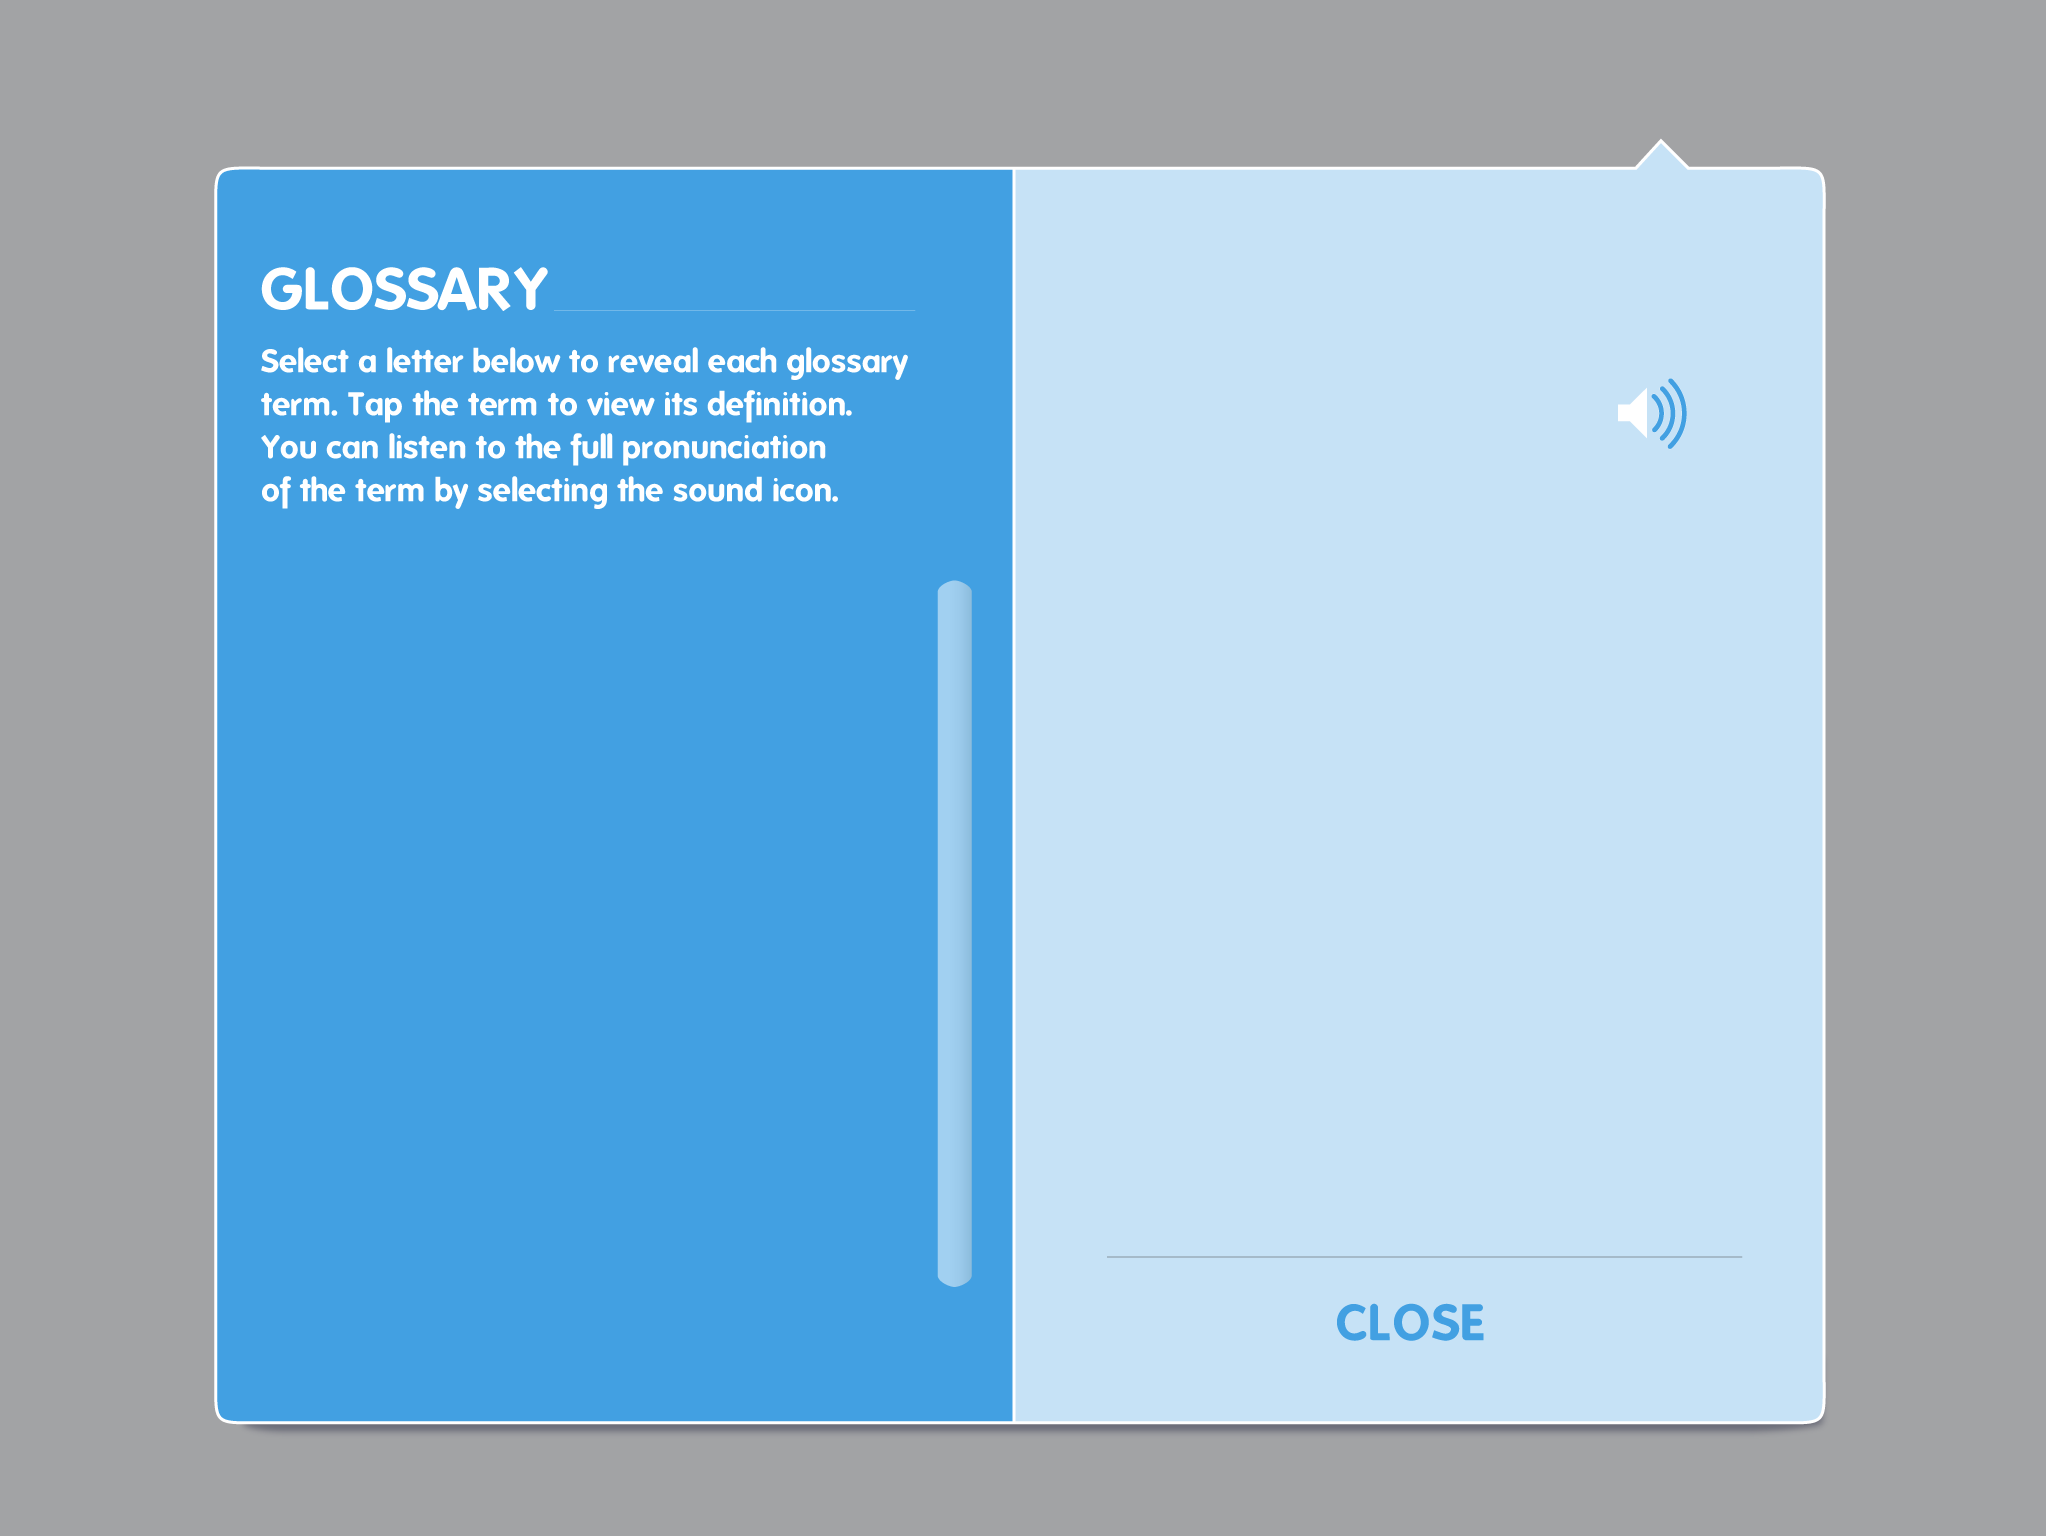 GLOSSARY
Select a letter below to reveal each glossary
term. Tap the term to view its definition.
You can listen to the full pronunciation
of the term by selecting the sound icon.
CLOSE